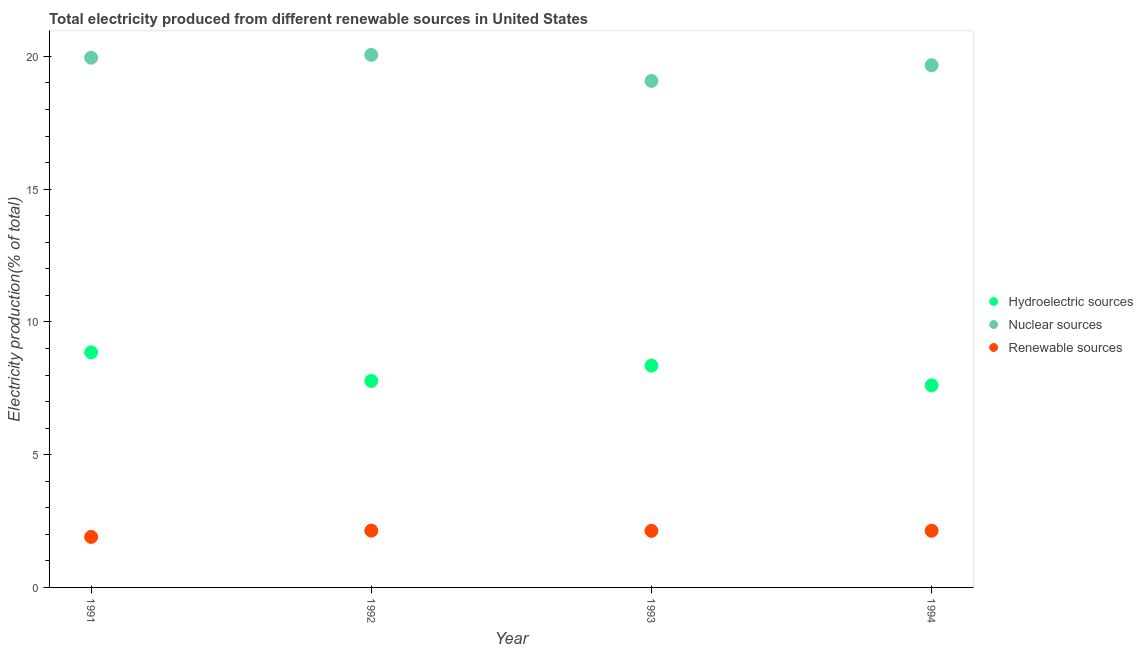 Total electricity produced from different renewable sources in United States
Electricity production(% of total)
20
15
10
5
0
1991
1992
1993
1994
Year
Hydroelectric sources
Nuclear sources
Renewable sources